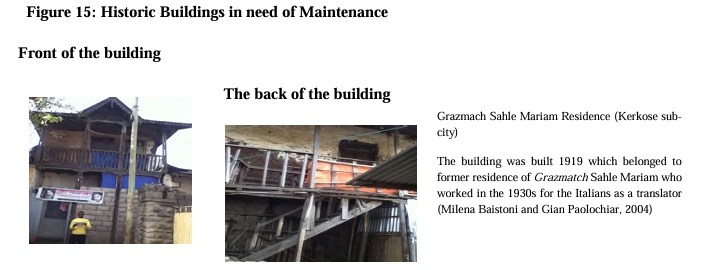 Figure 15: Historic Buildings in need of Maintenance
Front of the building
The back of the building
Grazmach Sahle Mariam Residence (Kerkose sub-
city)
The building was built 1919 which belonged to
former residence of Grazmatch Sahle Mariam who
worked in the 1930s for the Italians as a translator
(Milena Baistoni and Gian Paolochiar, 2004)